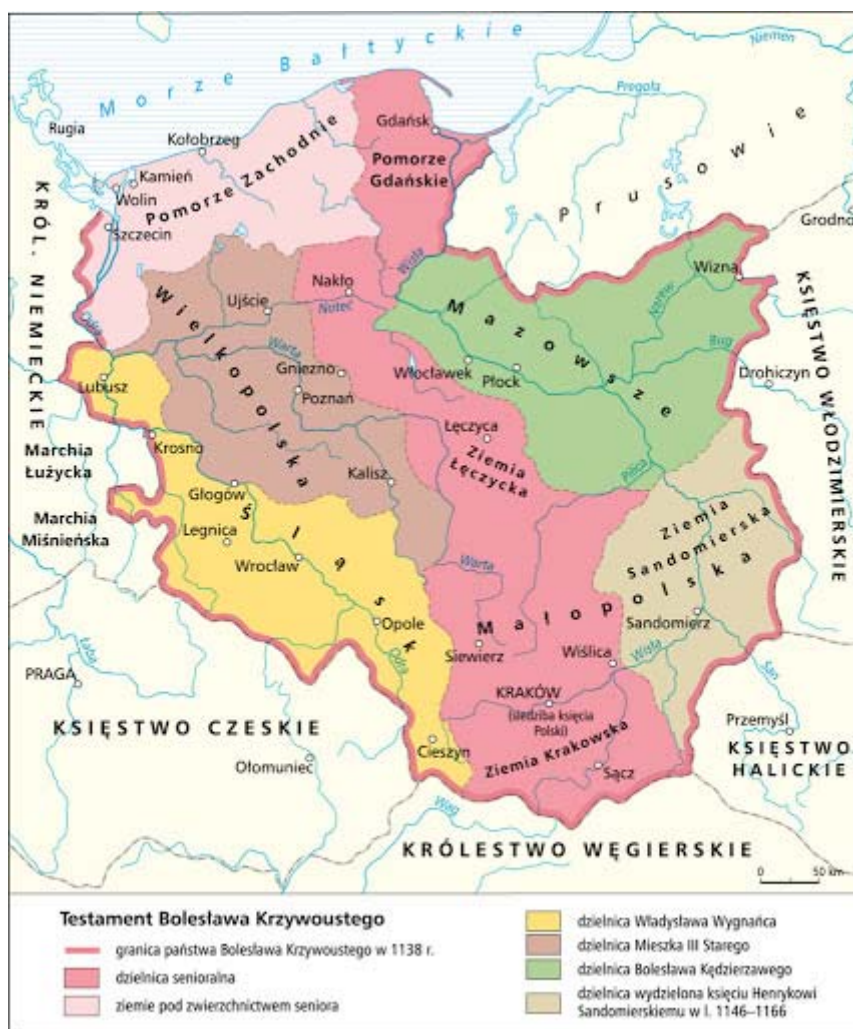 Morze Bałtyckie
Niemen
Pregoła
Rugia
Gdańsk
Kołobrzeg
Pomorze Gdańskie
Pomorze Zachodnie
Kamień
Wolin
Szczecin
Prusowie
Grodno
KRÓL. NIEMIECKIE
Wizna
Nakło
Wisła
Ujście
Noteć
Narew
Mazowsze
Bug
KSIĘSTWO WŁODZIMIERSKIE
Odra
Wielkopolska
Warta
Gniezno
Włocławek
Płock
Drohiczyn
Lubusz
Poznań
Łęczyca
Krosno
Ziemia Łęczycka
Marchia Łużycka
Kalisz
Pilica
Głogów
Śląsk
Legnica
Marchia Miśnieńska
Ziemia Sandomierska
Wrocław
Warta
Małopolska
Opole
Sandomierz
Łaba
Odra
Siewierz
Wiślica
Wisła
San
PRAGA
KRAKÓW
(siedziba księcia Polski)
Przemyśl
KSIĘSTWO CZESKIE
Cieszyn
Ziemia Krakowska
KSIĘSTWO HALICKIE
Ołomuniec
Sącz
Wag
KRÓLESTWO WĘGIERSKIE
0 50 km
Testament Bolesława Krzywoustego
granica państwa Bolesława Krzywoustego w 1138 r.
dzielnica senioralna
ziemie pod zwierzchnictwem seniora
dzielnica Władysława Wygnańca
dzielnica Mieszka III Starego
dzielnica Bolesława Kędzierzawego
dzielnica wydzielona księciu Henrykowi
Sandomierskiemu w l. 1146–1166